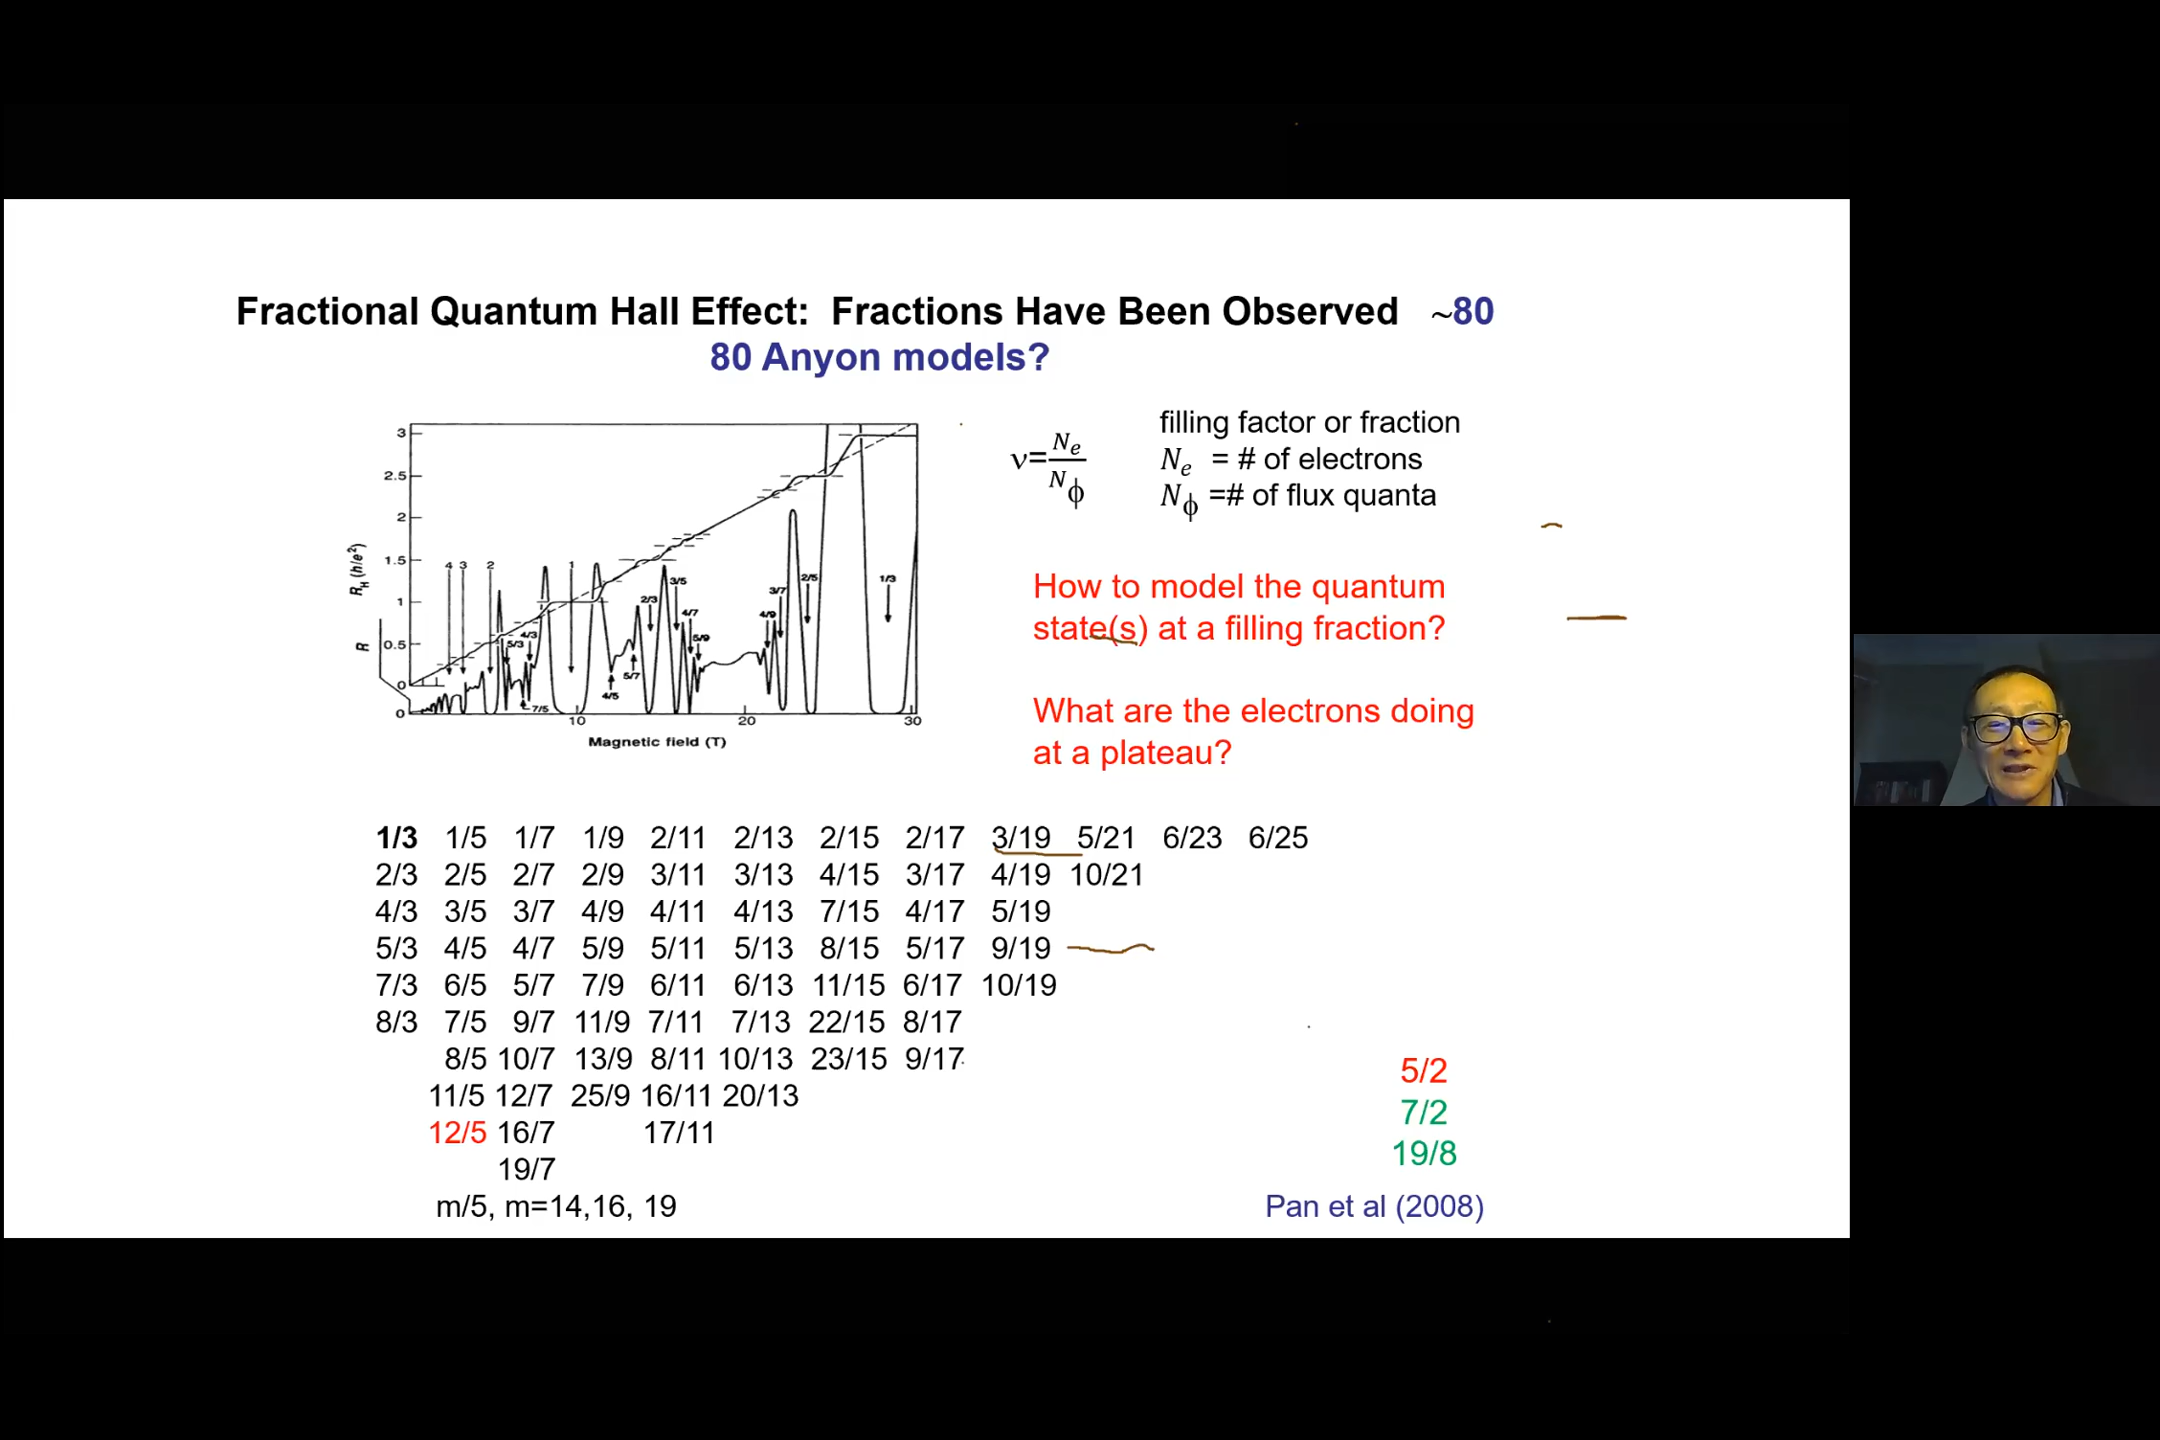 Fractional Quantum Hall Effect: Fractions Have Been Observed ~80
80 Anyon models?
3
2.5
2
1.5
1
0.5
0
0
R_H (h/e²)
R
4 3 2 1
5/3 4/3
7/5
4/5
5/7
2/3
3/5
4/7
5/9
4/9
3/7
2/5
1/3
10 20 30
Magnetic field (T)
ν=N_e/N_ϕ
filling factor or fraction
N_e = # of electrons
N_ϕ =# of flux quanta
How to model the quantum
state(s) at a filling fraction?
What are the electrons doing
at a plateau?
1/3 1/5 1/7 1/9 2/11 2/13 2/15 2/17 3/19 5/21 6/23 6/25
2/3 2/5 2/7 2/9 3/11 3/13 4/15 3/17 4/19 10/21
4/3 3/5 3/7 4/9 4/11 4/13 7/15 4/17 5/19
5/3 4/5 4/7 5/9 5/11 5/13 8/15 5/17 9/19
7/3 6/5 5/7 7/9 6/11 6/13 11/15 6/17 10/19
8/3 7/5 9/7 11/9 7/11 7/13 22/15 8/17
8/5 10/7 13/9 8/11 10/13 23/15 9/17
11/5 12/7 25/9 16/11 20/13
12/5 16/7 17/11
19/7
m/5, m=14,16, 19
5/2
7/2
19/8
Pan et al (2008)